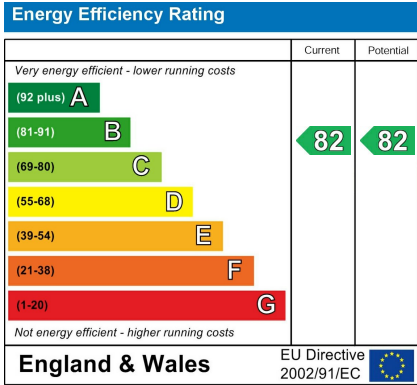 Energy Efficiency Rating
Current Potential
Very energy efficient - lower running costs
(92 plus) A
(81-91) B 82 82
(69-80) C
(55-68) D
(39-54) E
(21-38) F
(1-20) G
Not energy efficient - higher running costs
England & Wales
EU Directive
2002/91/EC